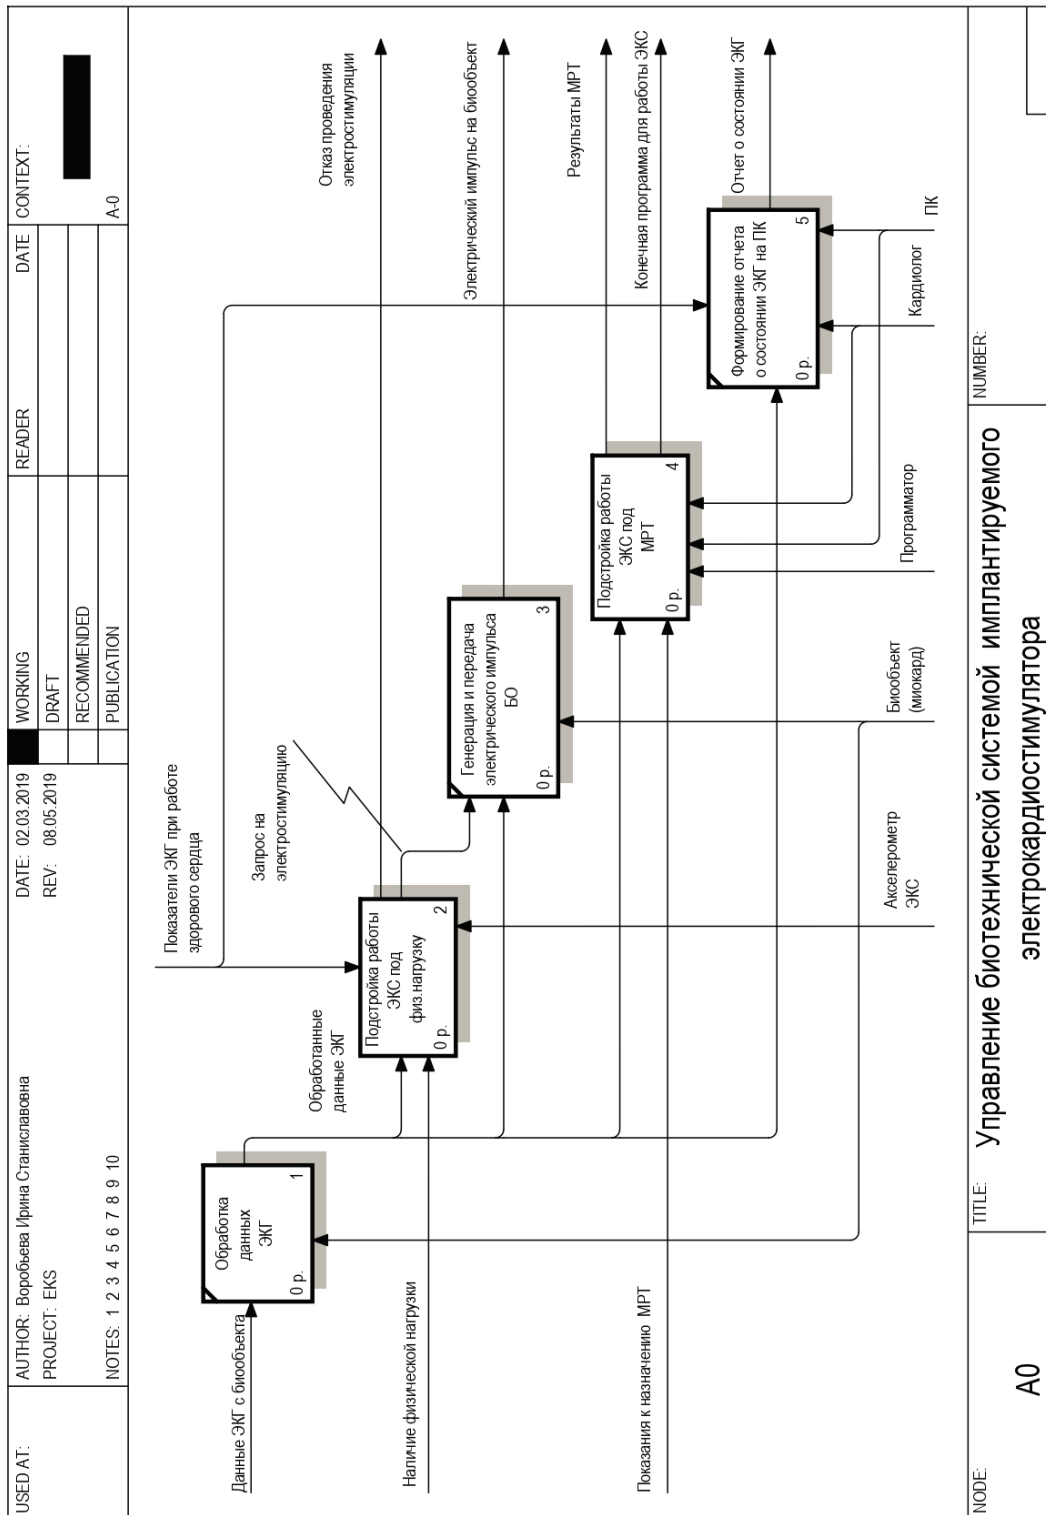 USED AT:
AUTHOR: Воробьева Ирина Станиславовна
DATE: 02.03.2019
WORKING
READER
DATE
CONTEXT:
PROJECT: EKS
REV: 08.05.2019
DRAFT
RECOMMENDED
NOTES: 1 2 3 4 5 6 7 8 9 10
PUBLICATION
A-0
Показатели ЭКГ при работе
здорового сердца
Данные ЭКГ с биообъекта
Обработка
данных
ЭКГ
0 р.
1
Запрос на
электростимуляцию
Отказ проведения
электростимуляции
Обработанные
данные ЭКГ
Наличие физической нагрузки
Подстройка работы
ЭКС под
физ.нагрузку
0 р.
2
Электрический импульс на биообъект
Генерация и передача
электрического импульса
БО
0 р.
3
Результаты МРТ
Показания к назначению МРТ
Подстройка работы
ЭКС под
МРТ
0 р.
4
Конечная программа для работы ЭКС
Отчет о состоянии ЭКГ
Формирование отчета
о состоянии ЭКГ на ПК
0 р.
5
Акселерометр
ЭКС
Биообъект
(миокард)
Программатор
Кардиолог
ПК
NODE:
TITLE:
NUMBER:
A0
Управление биотехнической системой имплантируемого
электрокардиостимулятора